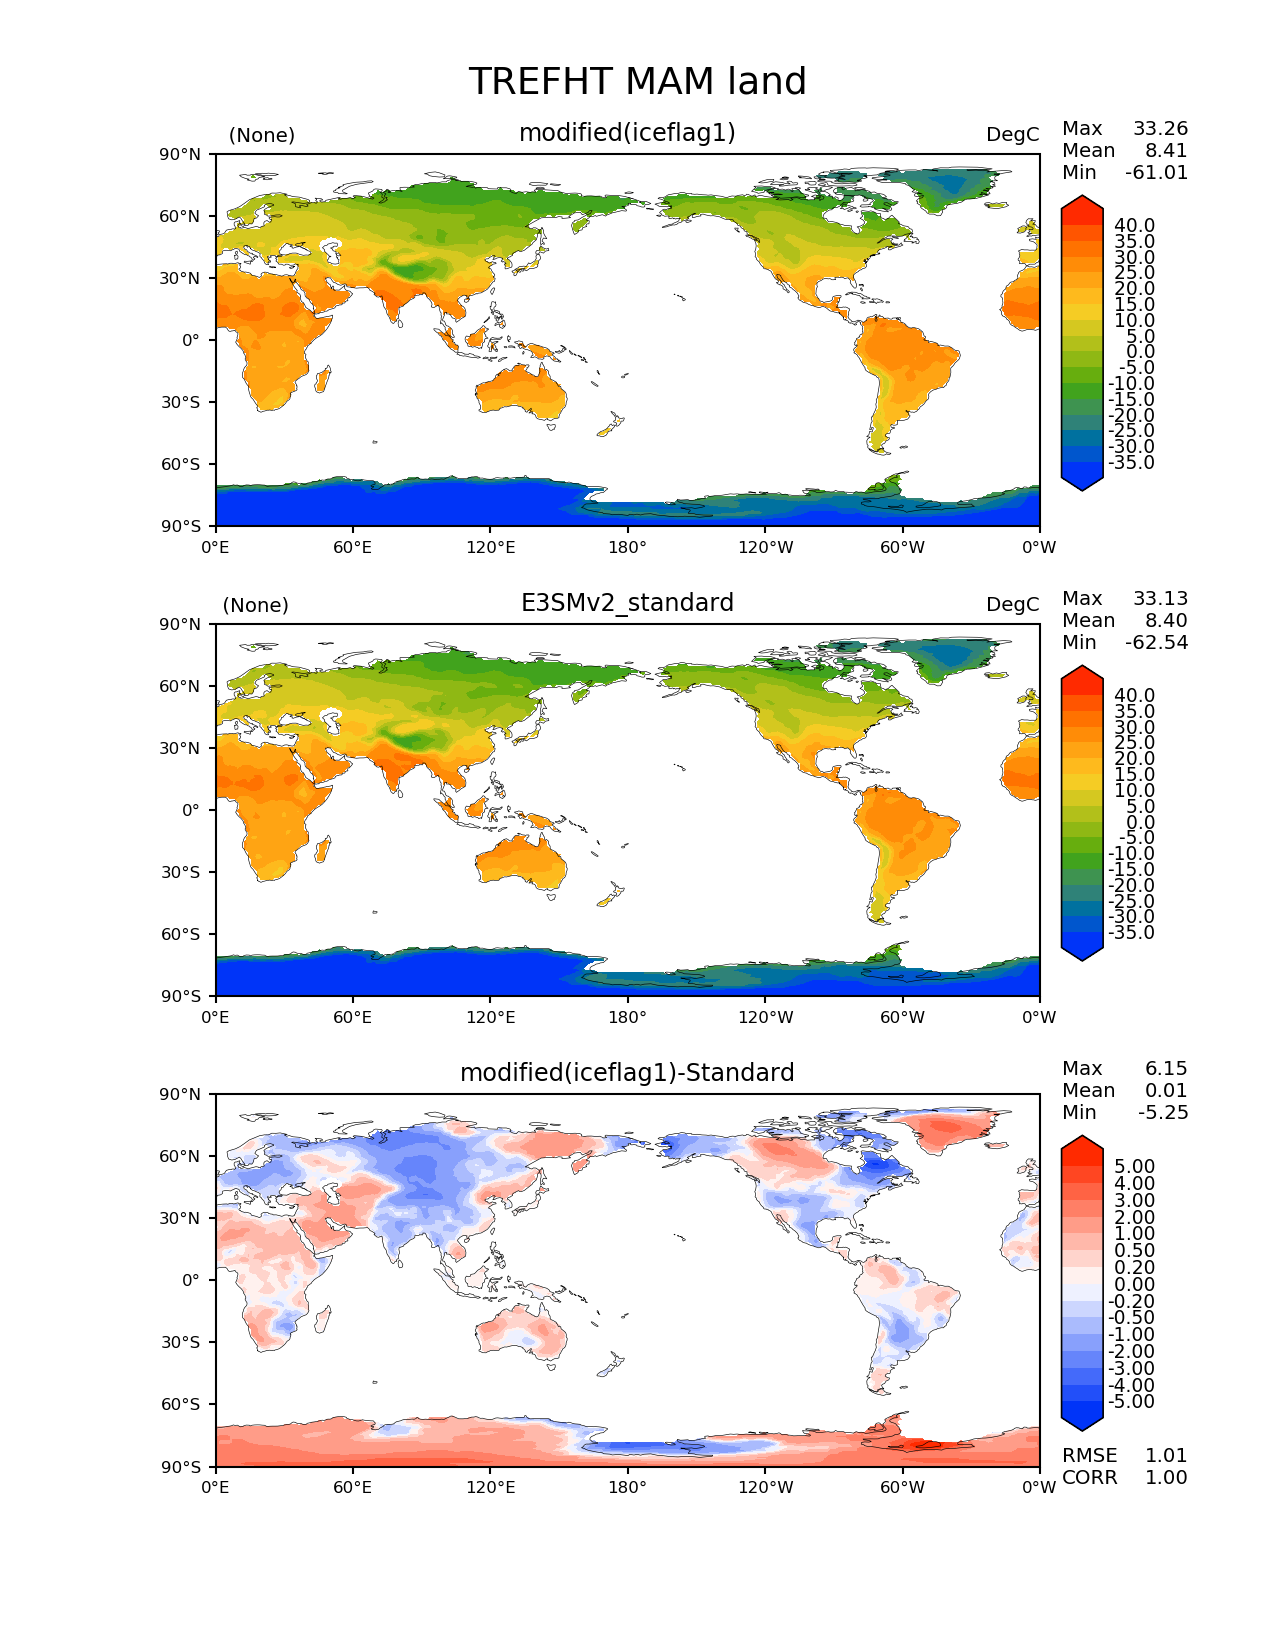 TREFHT MAM land
(None) modified(iceflag1) DegC
Max 33.26
Mean 8.41
Min -61.01
90°N
60°N
30°N
0°
30°S
60°S
90°S
0°E 60°E 120°E 180° 120°W 60°W 0°W
40.0
35.0
30.0
25.0
20.0
15.0
10.0
5.0
0.0
-5.0
-10.0
-15.0
-20.0
-25.0
-30.0
-35.0
(None) E3SMv2_standard DegC
Max 33.13
Mean 8.40
Min -62.54
90°N
60°N
30°N
0°
30°S
60°S
90°S
0°E 60°E 120°E 180° 120°W 60°W 0°W
40.0
35.0
30.0
25.0
20.0
15.0
10.0
5.0
0.0
-5.0
-10.0
-15.0
-20.0
-25.0
-30.0
-35.0
modified(iceflag1)-Standard
Max 6.15
Mean 0.01
Min -5.25
90°N
60°N
30°N
0°
30°S
60°S
90°S
0°E 60°E 120°E 180° 120°W 60°W 0°W
5.00
4.00
3.00
2.00
1.00
0.50
0.20
0.00
-0.20
-0.50
-1.00
-2.00
-3.00
-4.00
-5.00
RMSE 1.01
CORR 1.00